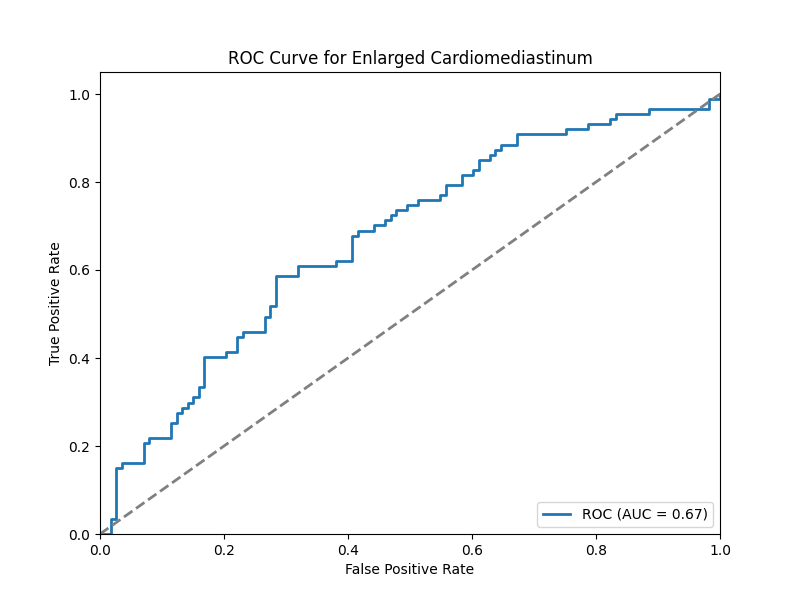 ROC Curve for Enlarged Cardiomediastinum
True Positive Rate
1.0
0.8
0.6
0.4
0.2
0.0
ROC (AUC = 0.67)
0.0 0.2 0.4 0.6 0.8 1.0
False Positive Rate